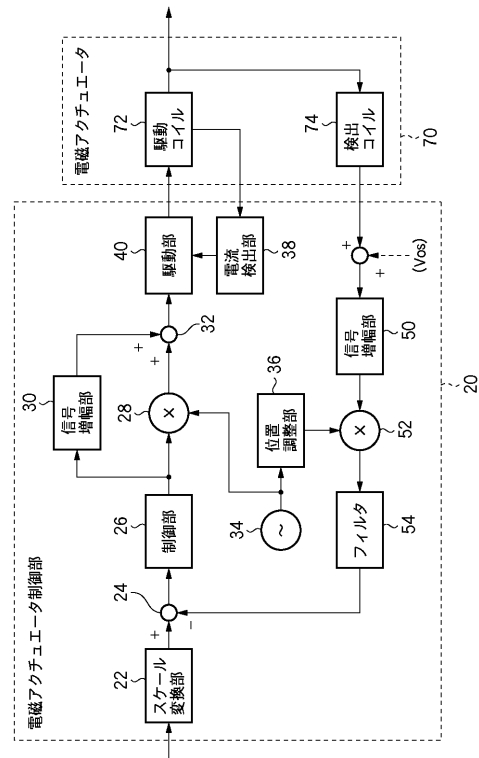 電磁アクチュエータ制御部
電磁アクチュエータ
22
スケール
変換部
+
−
24
26
制御部
30
信号
増幅部
28
×
+
+
32
40
駆動部
電流
検出部
38
72
駆動
コイル
34
~
36
位置
調整部
74
検出
コイル
70
+
+
(Vos)
50
信号
増幅部
×
52
54
フィルタ
20